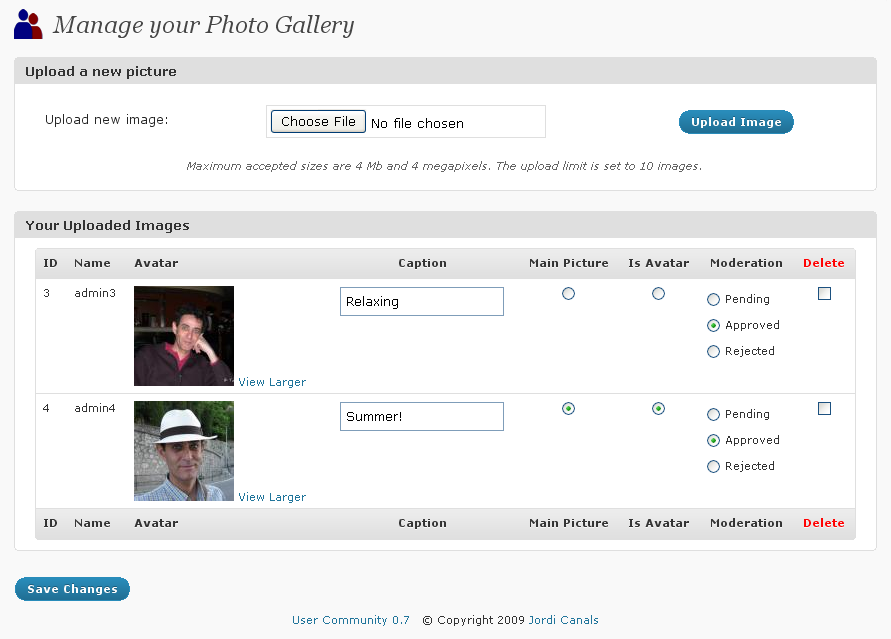 Manage your Photo Gallery
Upload a new picture
Upload new image: Choose File No file chosen Upload Image
Maximum accepted sizes are 4 Mb and 4 megapixels. The upload limit is set to 10 images.
Your Uploaded Images
ID Name Avatar Caption Main Picture Is Avatar Moderation Delete
3 admin3 Relaxing Pending
Approved
Rejected
View Larger
4 admin4 Summer! Pending
Approved
Rejected
View Larger
ID Name Avatar Caption Main Picture Is Avatar Moderation Delete
Save Changes
User Community 0.7 © Copyright 2009 Jordi Canals